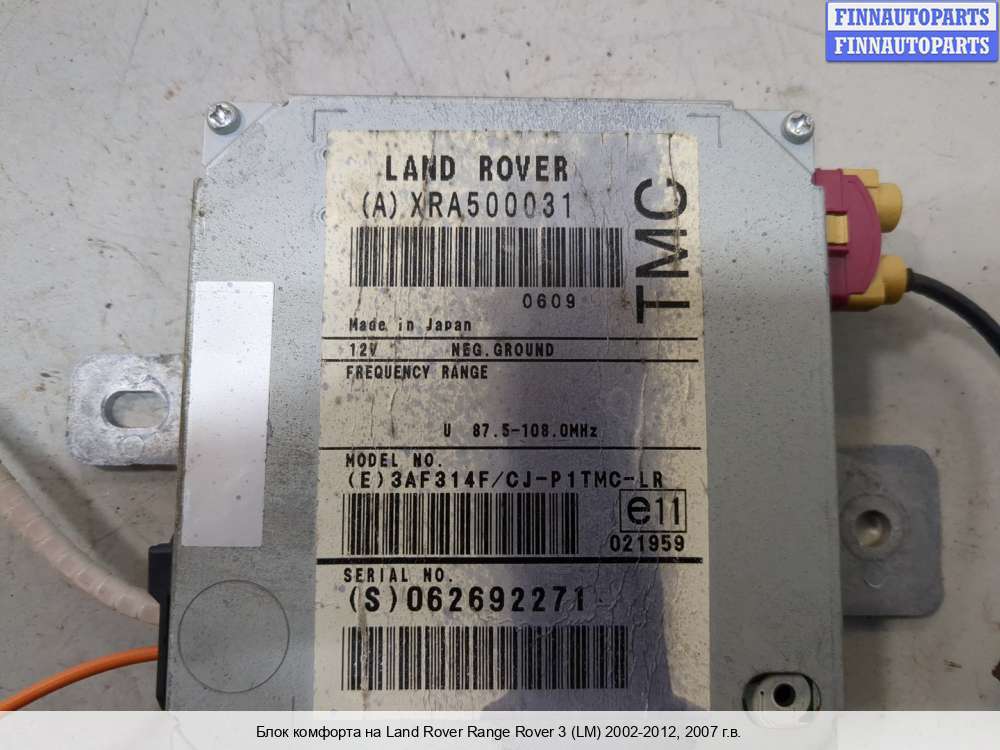 FINNAUTOPARTS
FINNAUTOPARTS
LAND ROVER
(A) XRA500031
TMC
0609
Made in Japan
12V NEG.GROUND
FREQUENCY RANGE
U 87.5-108.0MHz
MODEL NO.
(E)3AF314F/CJ-P1TMC-LR
e11
021959
SERIAL NO.
(S)062692271
Блок комфорта на Land Rover Range Rover 3 (LM) 2002-2012, 2007 г.в.